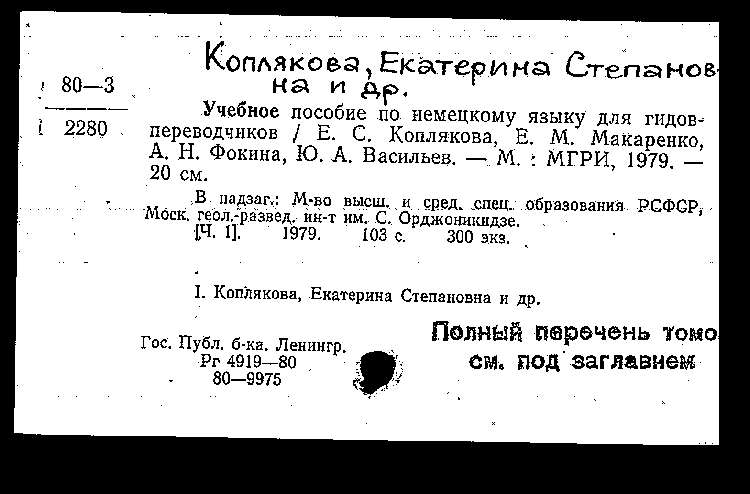 Коплякова, Екатерина Степанов-
на и др.
80—3
2280
Учебное пособие по немецкому языку для гидов-
переводчиков / Е. С. Коплякова, Е. М. Макаренко,
А. Н. Фокина, Ю. А. Васильев. — М. : МГРИ, 1979. —
20 см.
В надзаг.: М-во высш. и сред. спец. образования РСФСР,
Моск. геол.-развед. ин-т им. С. Орджоникидзе.
[Ч. 1]. 1979. 103 с. 300 экз.
I. Коплякова, Екатерина Степановна и др.
Гос. Публ. б-ка. Ленингр.
Рг 4919—80
80—9975
Полный перечень томо
см. под заглавием